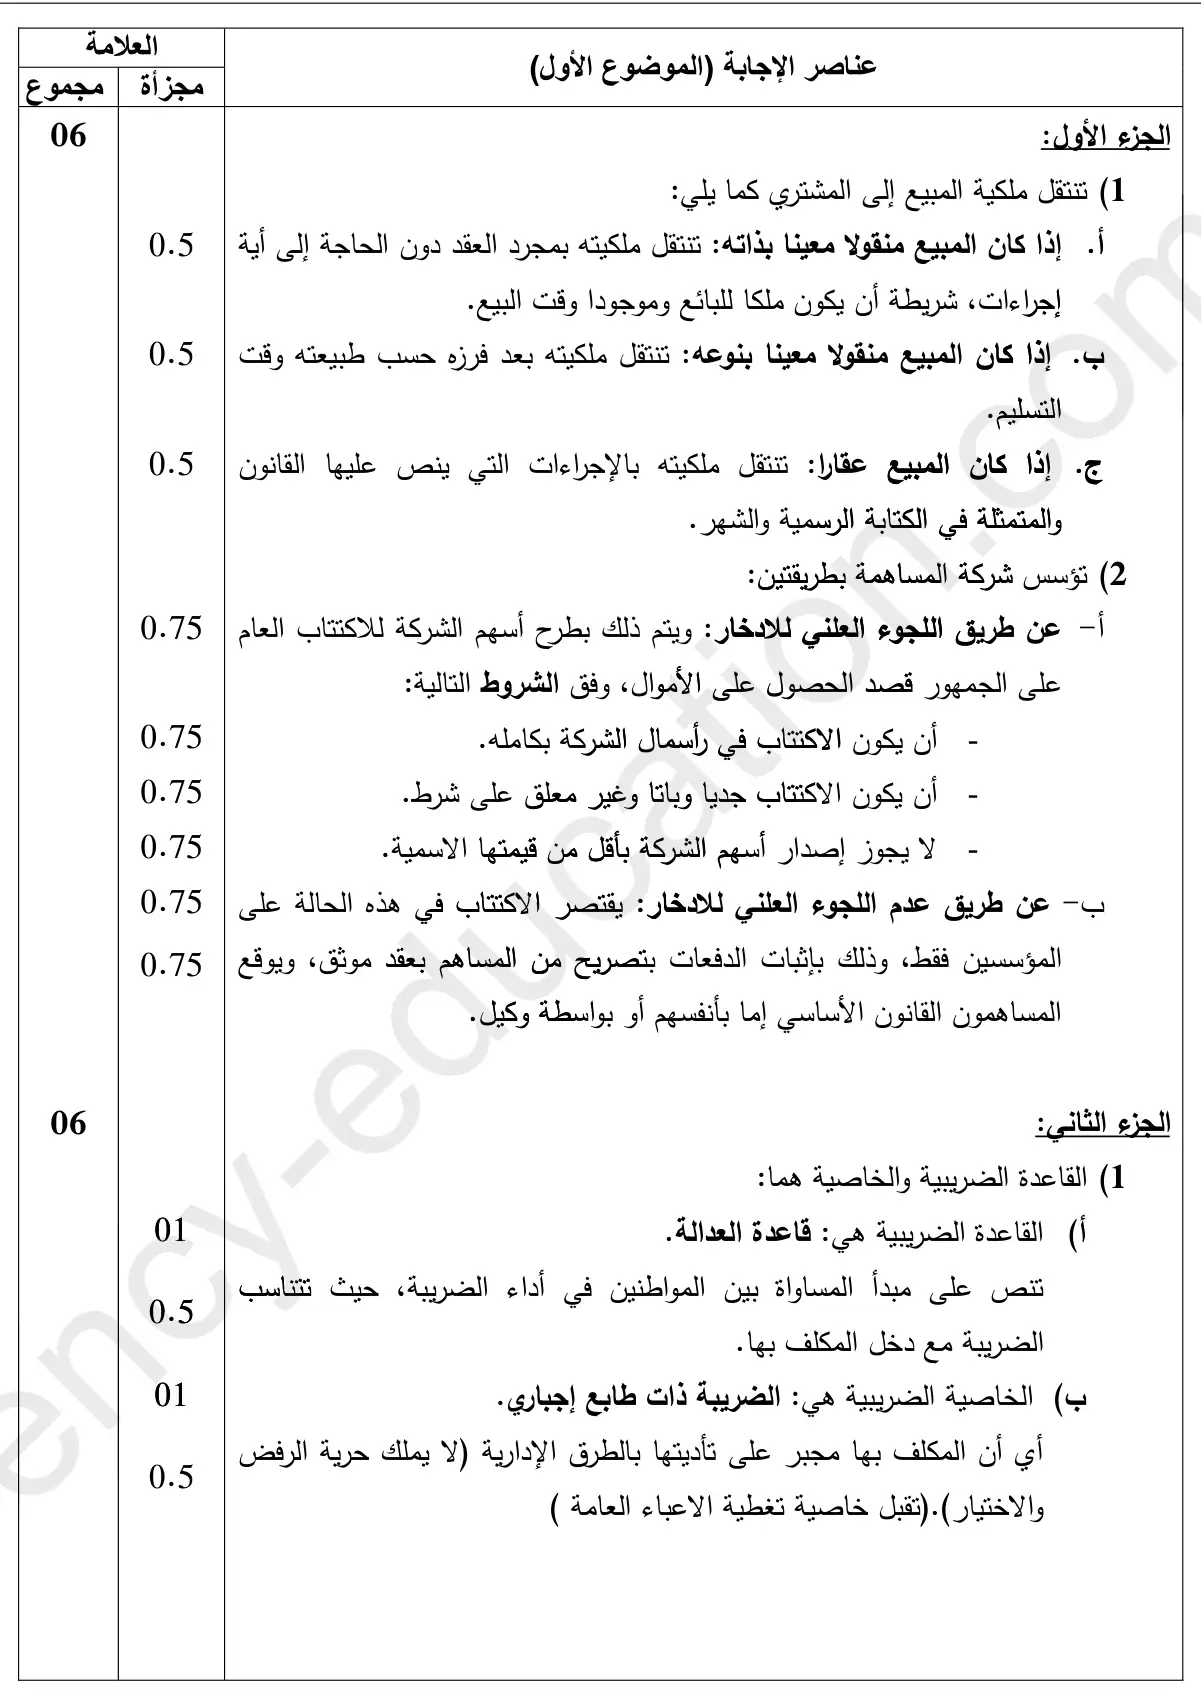 العلامة
عناصر الإجابة (الموضوع الأول)
مجموع مجزأة
06
الجزء الأول:
1) تنتقل ملكية المبيع إلى المشتري كما يلي:
0.5
أ. إذا كان المبيع منقولا معينا بذاته: تنتقل ملكيته بمجرد العقد دون الحاجة إلى أية
إجراءات، شريطة أن يكون ملكا للبائع وموجودا وقت البيع.
0.5
ب. إذا كان المبيع منقولا معينا بنوعه: تنتقل ملكيته بعد فرزه حسب طبيعته وقت
التسليم.
0.5
ج. إذا كان المبيع عقارا: تنتقل ملكيته بالإجراءات التي ينص عليها القانون
والمتمثلة في الكتابة الرسمية والشهر.
2) تؤسس شركة المساهمة بطريقتين:
0.75
أ- عن طريق اللجوء العلني للادخار: ويتم ذلك بطرح أسهم الشركة للاكتتاب العام
على الجمهور قصد الحصول على الأموال، وفق الشروط التالية:
0.75
- أن يكون الاكتتاب في رأسمال الشركة بكامله.
0.75
- أن يكون الاكتتاب جديا وباتا وغير معلق على شرط.
0.75
- لا يجوز إصدار أسهم الشركة بأقل من قيمتها الاسمية.
0.75
ب- عن طريق عدم اللجوء العلني للادخار: يقتصر الاكتتاب في هذه الحالة على
0.75
المؤسسين فقط، وذلك بإثبات الدفعات بتصريح من المساهم بعقد موثق، ويوقع
المساهمون القانون الأساسي إما بأنفسهم أو بواسطة وكيل.
06
الجزء الثاني:
1) القاعدة الضريبية والخاصية هما:
01
أ) القاعدة الضريبية هي: قاعدة العدالة.
تنص على مبدأ المساواة بين المواطنين في أداء الضريبة، حيث تتناسب
0.5
الضريبة مع دخل المكلف بها.
01
ب) الخاصية الضريبية هي: الضريبة ذات طابع إجباري.
أي أن المكلف بها مجبر على تأديتها بالطرق الإدارية (لا يملك حرية الرفض
0.5
والاختيار).(تقبل خاصية تغطية الاعباء العامة )
ency-education.com